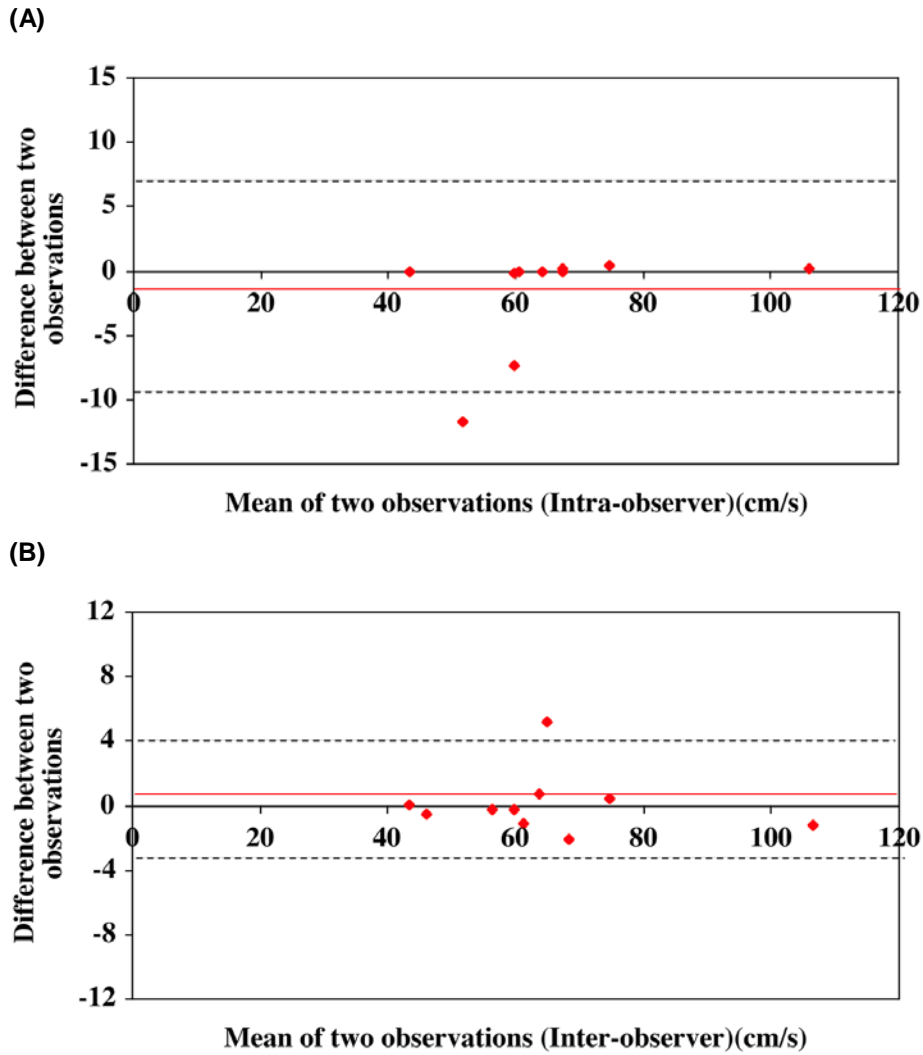 (A)
Difference between two
observations
15
10
5
0
-5
-10
-15
0 20 40 60 80 100 120
Mean of two observations (Intra-observer)(cm/s)
(B)
Difference between two
observations
12
8
4
0
-4
-8
-12
0 20 40 60 80 100 120
Mean of two observations (Inter-observer)(cm/s)